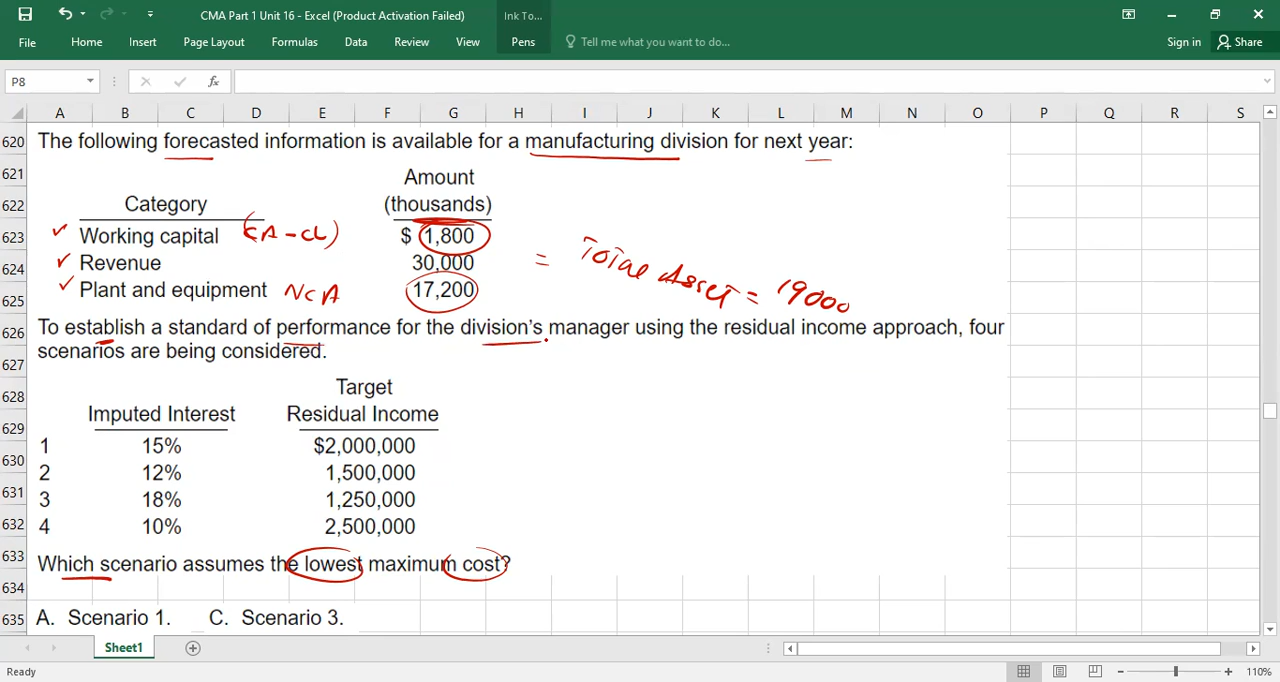 CMA Part 1 Unit 16 - Excel (Product Activation Failed)
Ink To...
File Home Insert Page Layout Formulas Data Review View Pens Tell me what you want to do... Sign in Share
P8 fx
A B C D E F G H I J K L M N O P Q R S
620 The following forecasted information is available for a manufacturing division for next year:
621 Amount
622 Category (thousands)
623 Working capital (CA - CL) $ 1,800
624 Revenue 30,000 = Total Asset = 19000
625 Plant and equipment NCA 17,200
626 To establish a standard of performance for the division's manager using the residual income approach, four
627 scenarios are being considered.
628 Target
629 Imputed Interest Residual Income
630 1 15% $2,000,000
631 2 12% 1,500,000
632 3 18% 1,250,000
4 10% 2,500,000
633 Which scenario assumes the lowest maximum cost?
634
635 A. Scenario 1. C. Scenario 3.
Sheet1
Ready 110%